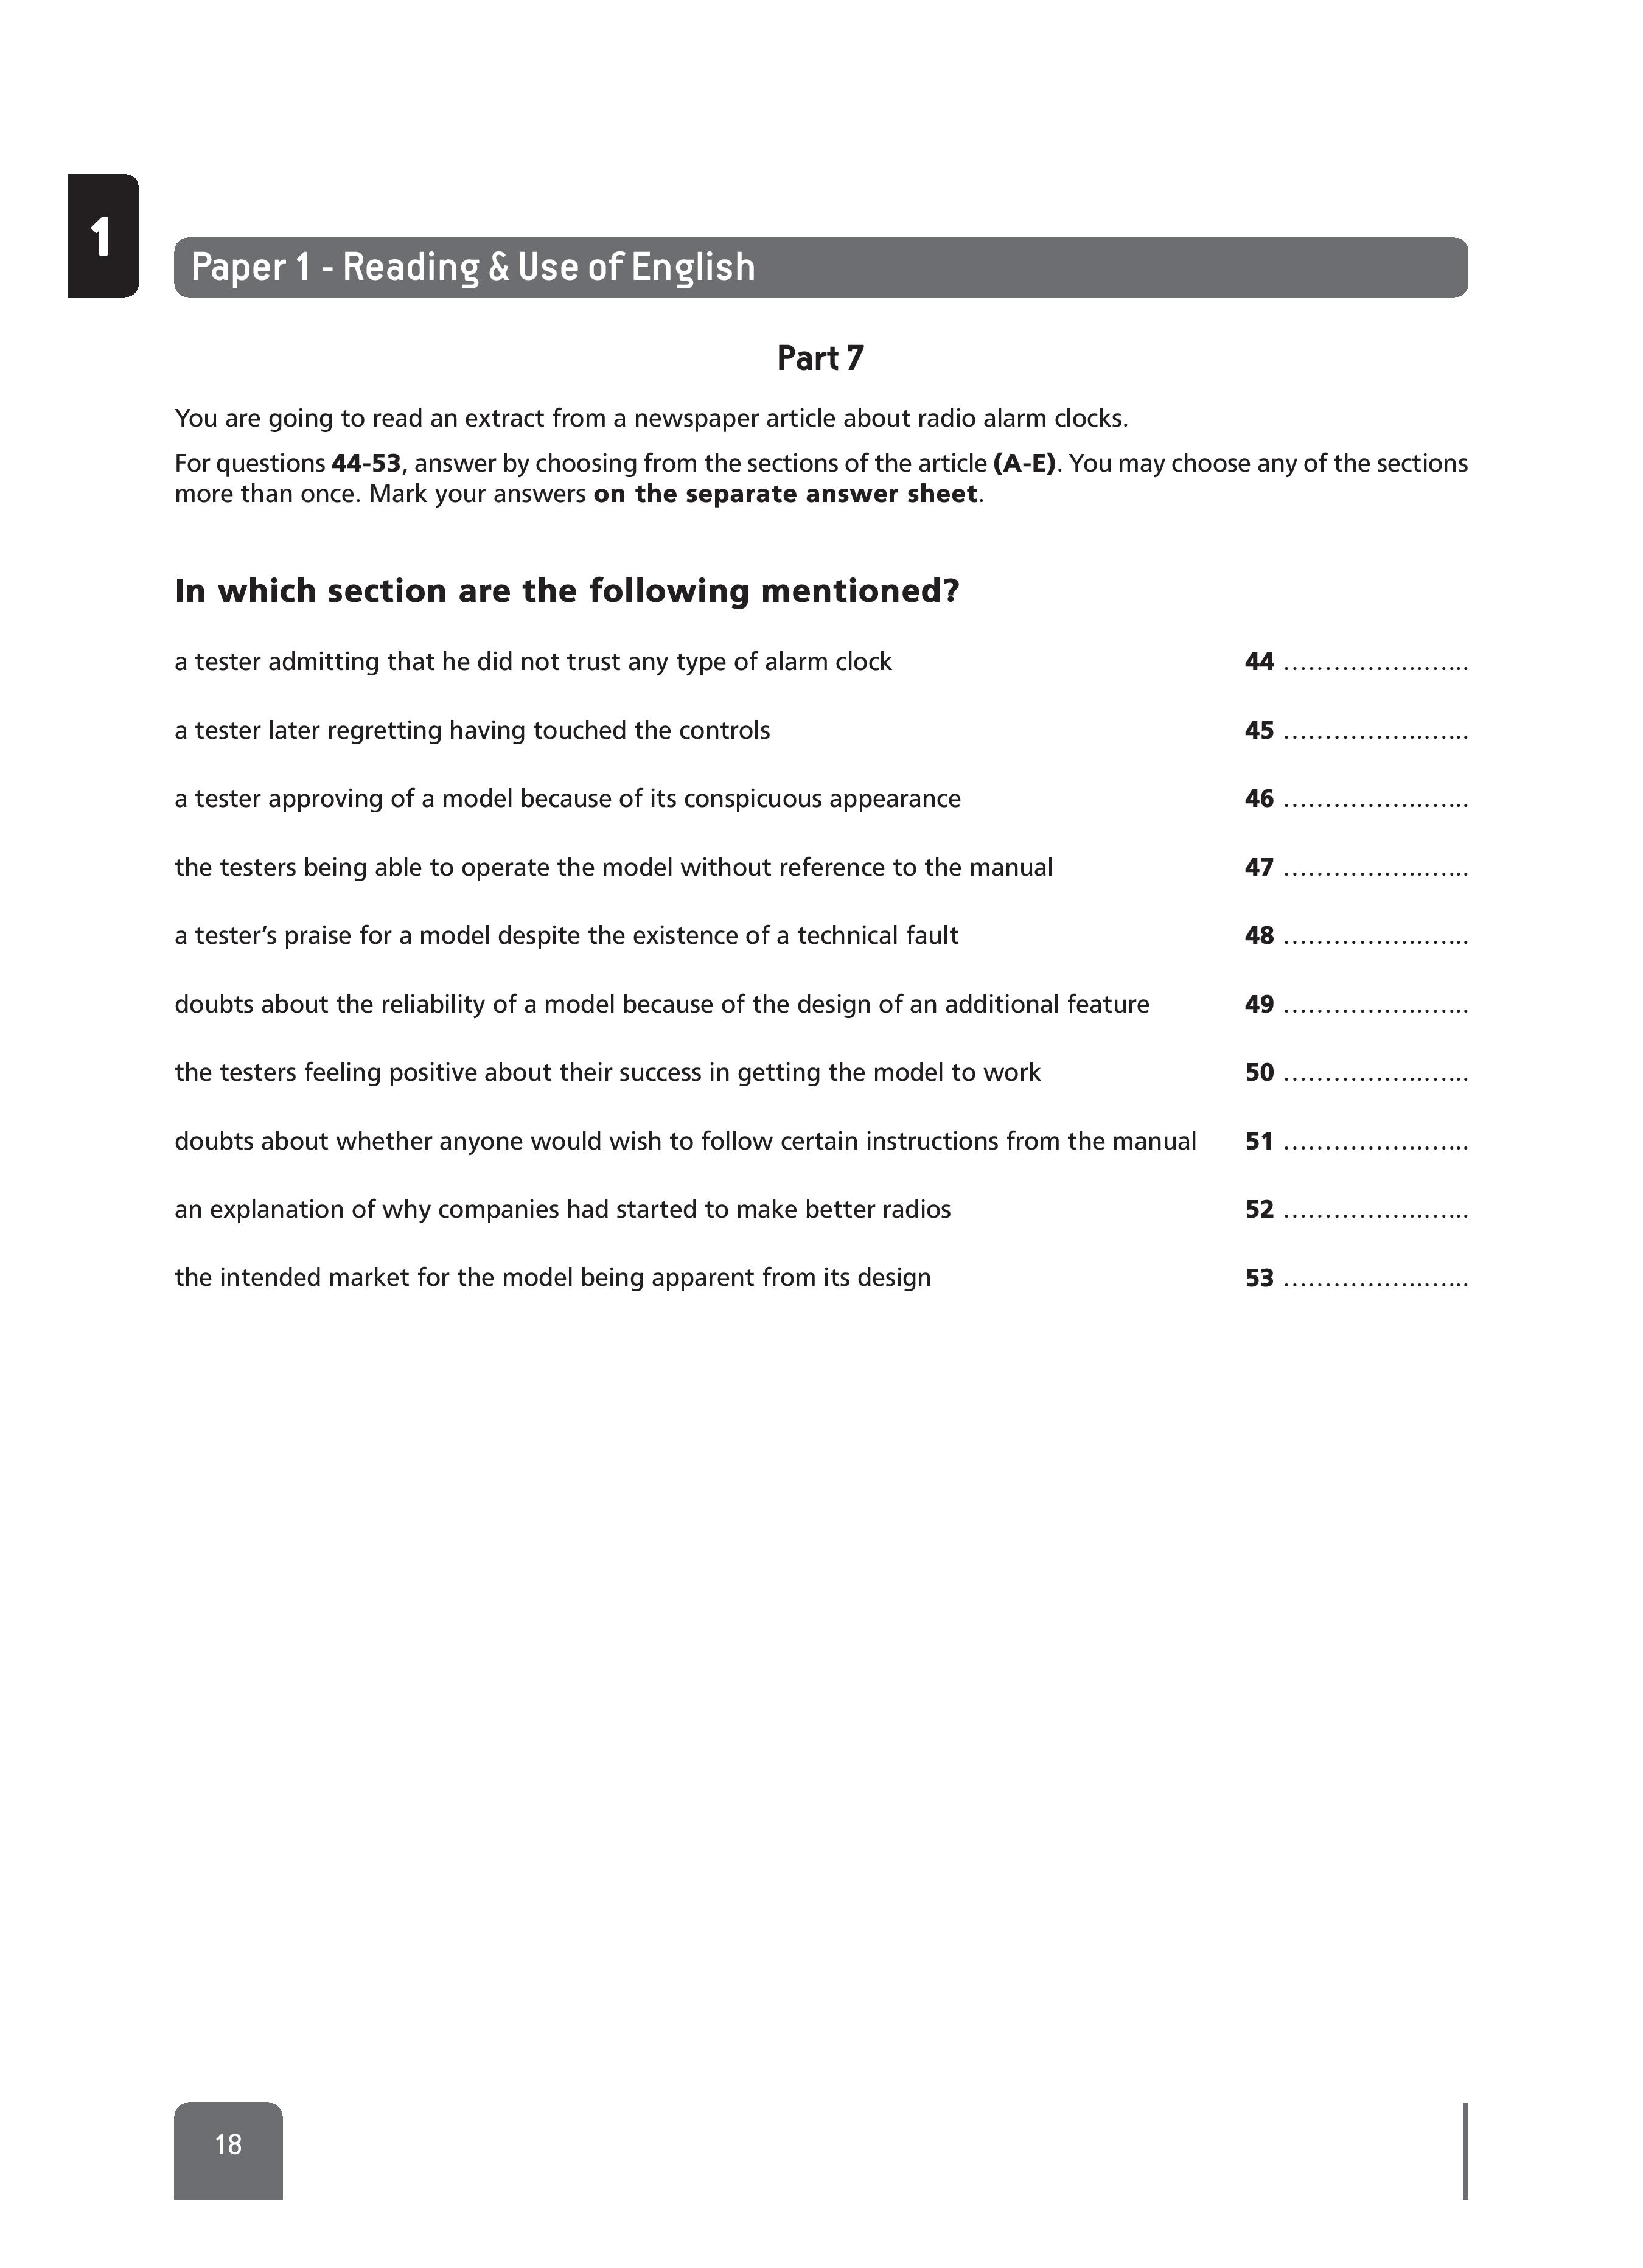 1
Paper 1 - Reading & Use of English
Part 7
You are going to read an extract from a newspaper article about radio alarm clocks.
For questions 44-53, answer by choosing from the sections of the article (A-E). You may choose any of the sections
more than once. Mark your answers on the separate answer sheet.
In which section are the following mentioned?
a tester admitting that he did not trust any type of alarm clock 44 ........................
a tester later regretting having touched the controls 45 ........................
a tester approving of a model because of its conspicuous appearance 46 ........................
the testers being able to operate the model without reference to the manual 47 ........................
a tester’s praise for a model despite the existence of a technical fault 48 ........................
doubts about the reliability of a model because of the design of an additional feature 49 ........................
the testers feeling positive about their success in getting the model to work 50 ........................
doubts about whether anyone would wish to follow certain instructions from the manual 51 ........................
an explanation of why companies had started to make better radios 52 ........................
the intended market for the model being apparent from its design 53 ........................
18